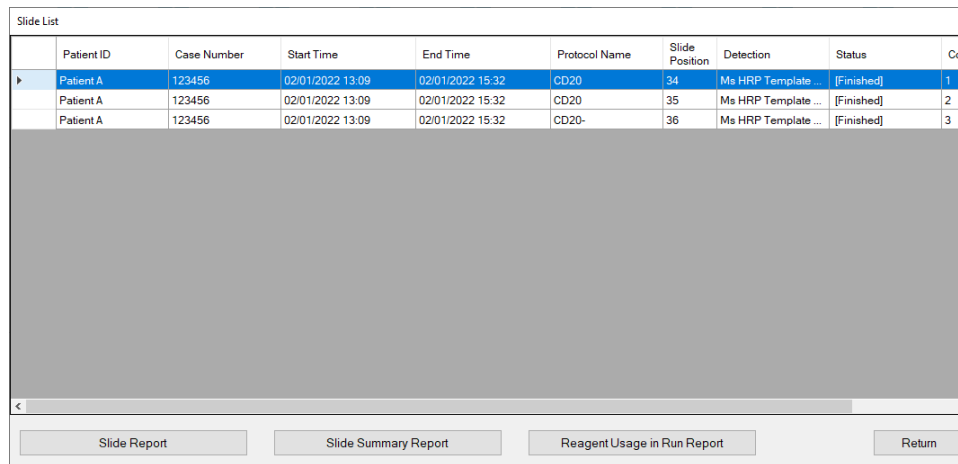 Slide List
Patient ID Case Number Start Time End Time Protocol Name Slide Position Detection Status
Patient A 123456 02/01/2022 13:09 02/01/2022 15:32 CD20 34 Ms HRP Template ... [Finished] 1
Patient A 123456 02/01/2022 13:09 02/01/2022 15:32 CD20 35 Ms HRP Template ... [Finished] 2
Patient A 123456 02/01/2022 13:09 02/01/2022 15:32 CD20- 36 Ms HRP Template ... [Finished] 3
Slide Report Slide Summary Report Reagent Usage in Run Report Return